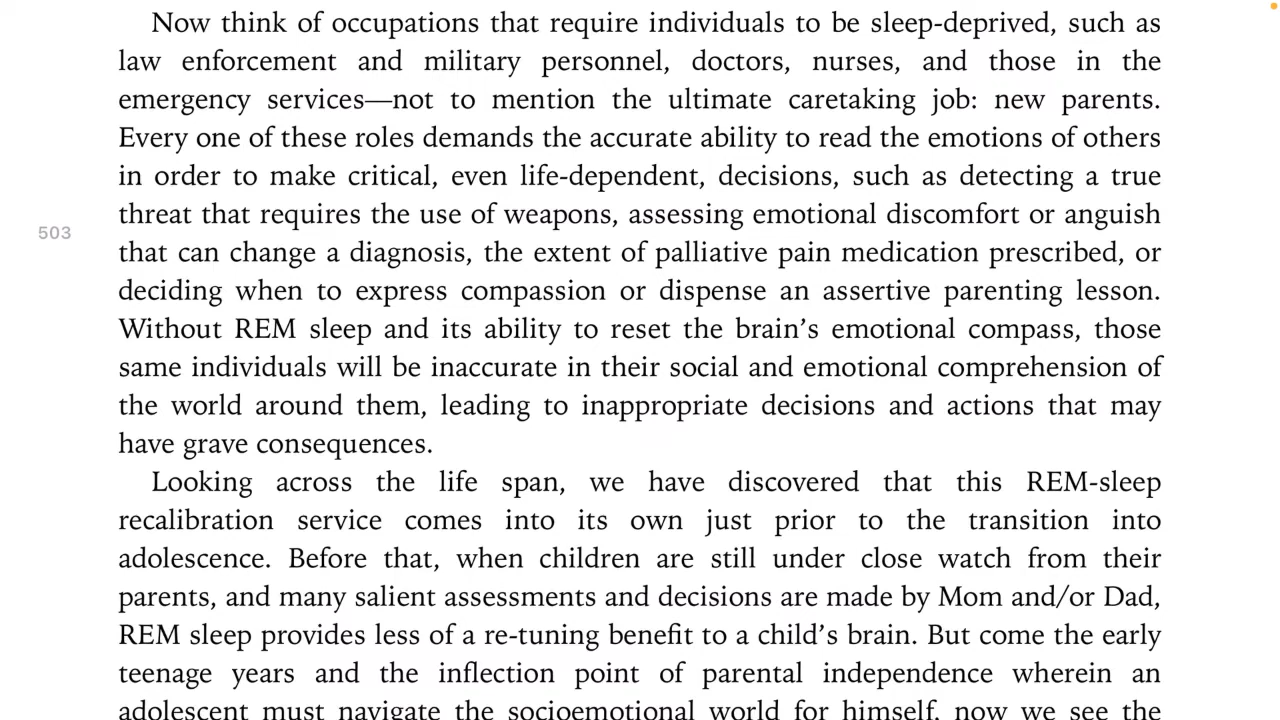 Now think of occupations that require individuals to be sleep-deprived, such as
law enforcement and military personnel, doctors, nurses, and those in the
emergency services—not to mention the ultimate caretaking job: new parents.
Every one of these roles demands the accurate ability to read the emotions of others
in order to make critical, even life-dependent, decisions, such as detecting a true
threat that requires the use of weapons, assessing emotional discomfort or anguish
503
that can change a diagnosis, the extent of palliative pain medication prescribed, or
deciding when to express compassion or dispense an assertive parenting lesson.
Without REM sleep and its ability to reset the brain’s emotional compass, those
same individuals will be inaccurate in their social and emotional comprehension of
the world around them, leading to inappropriate decisions and actions that may
have grave consequences.
Looking across the life span, we have discovered that this REM-sleep
recalibration service comes into its own just prior to the transition into
adolescence. Before that, when children are still under close watch from their
parents, and many salient assessments and decisions are made by Mom and/or Dad,
REM sleep provides less of a re-tuning benefit to a child’s brain. But come the early
teenage years and the inflection point of parental independence wherein an
adolescent must navigate the socioemotional world for himself, now we see the